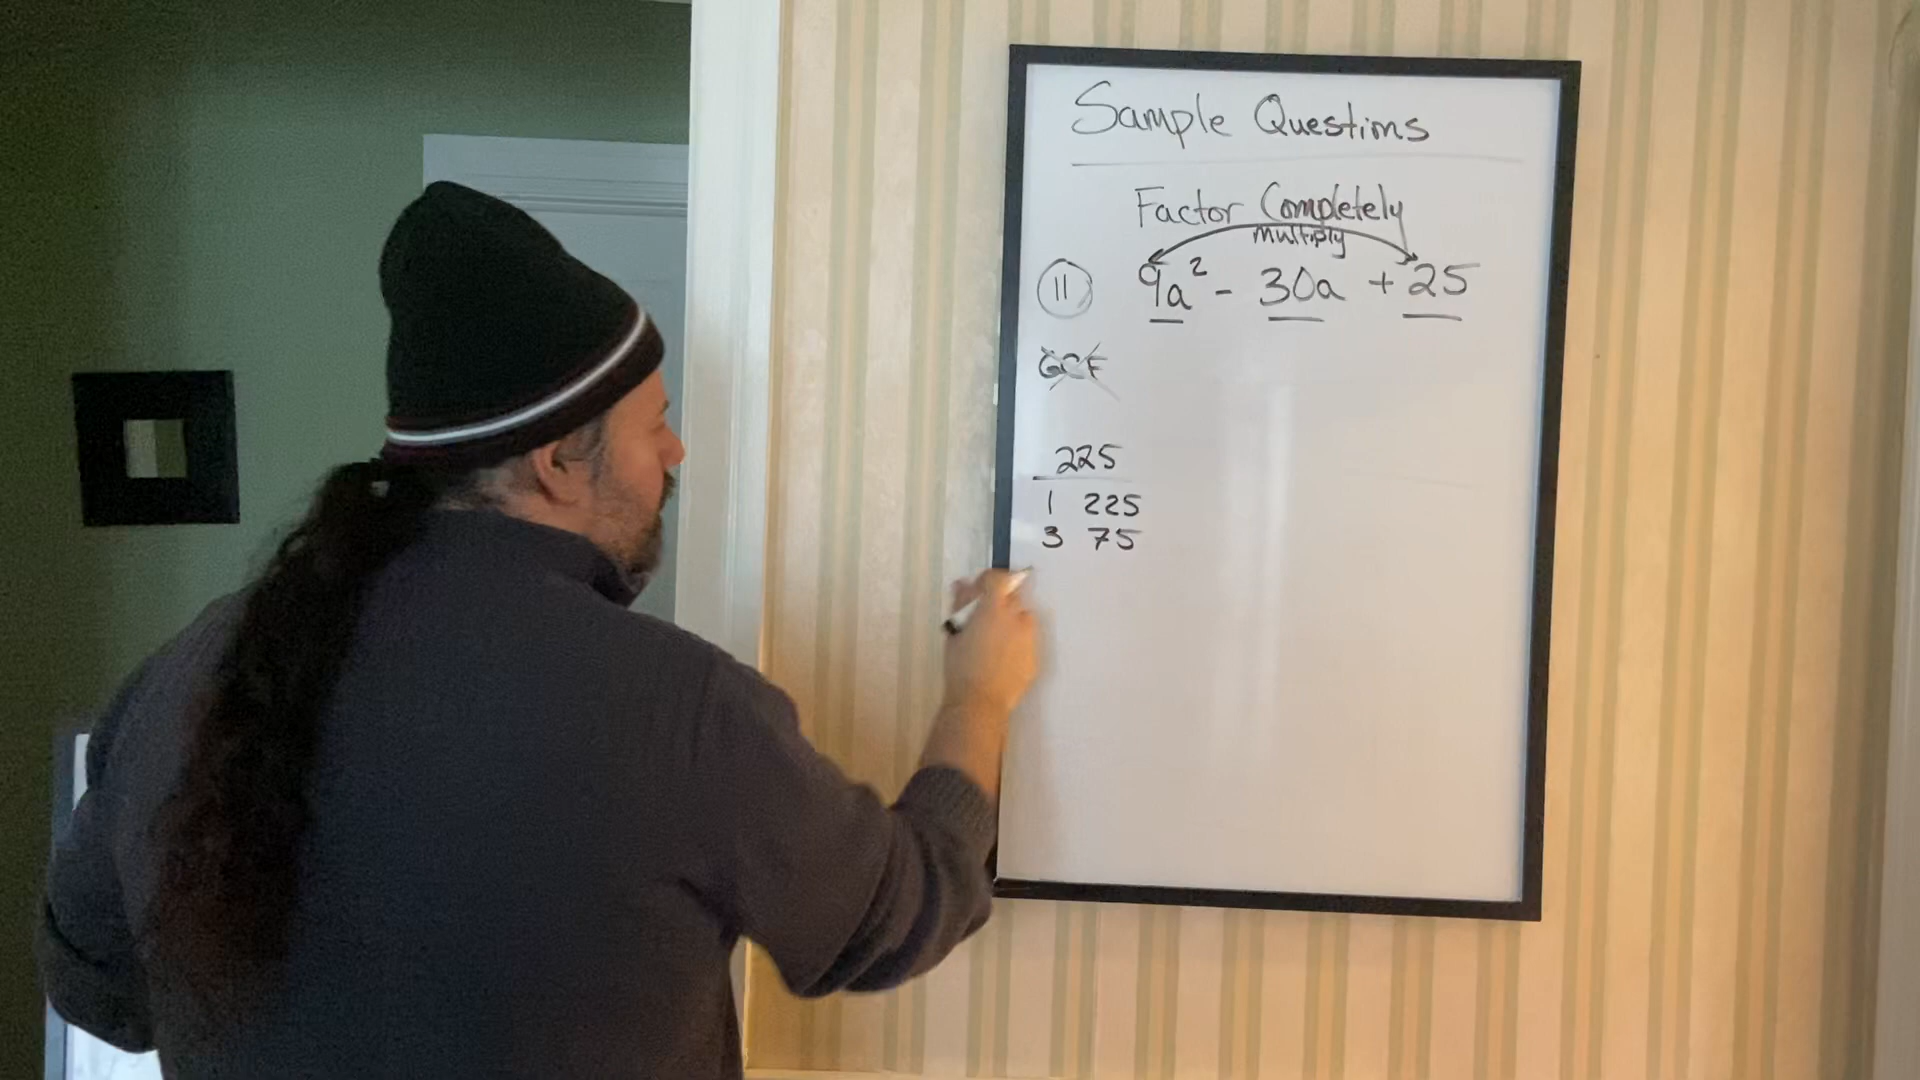 Sample Questions
Factor Completely
multiply
11 9a² - 30a + 25
GCF
225
1 225
3 75